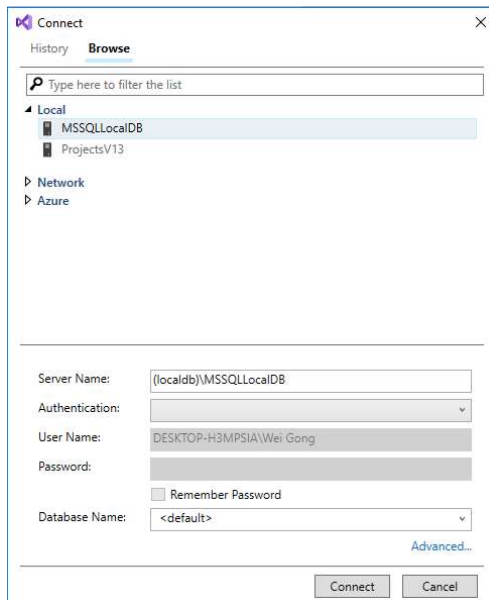 Connect
History Browse
Type here to filter the list
Local
MSSQLLocalDB
ProjectsV13
Network
Azure
Server Name: (localdb)\MSSQLLocalDB
Authentication:
User Name: DESKTOP-H3MPSIA\Wei Gong
Password:
Remember Password
Database Name: <default>
Advanced...
Connect Cancel